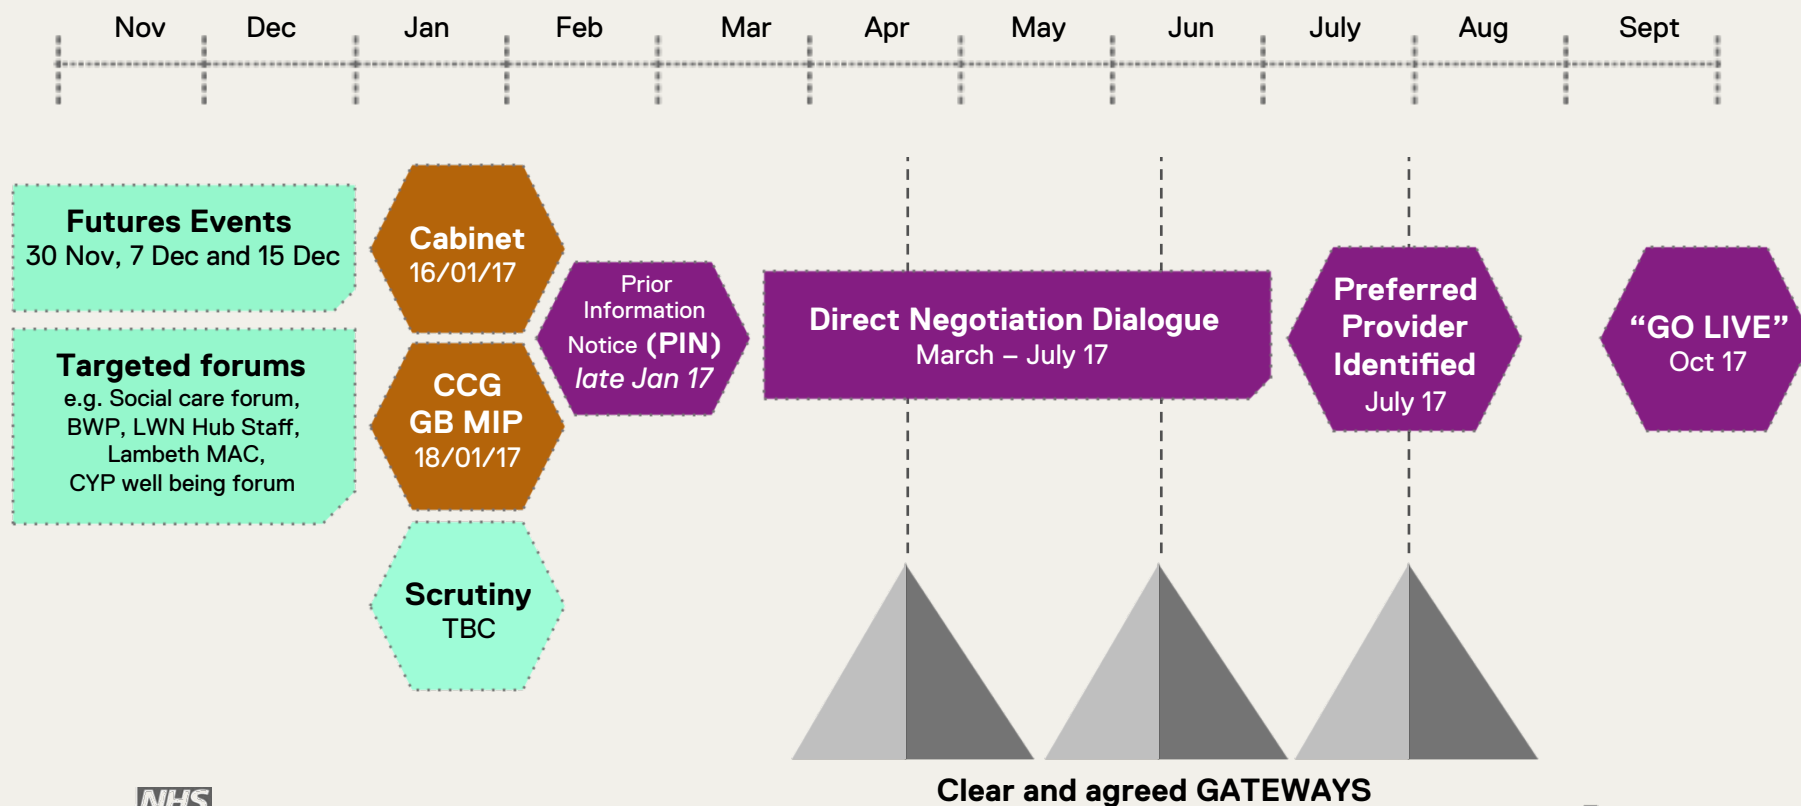 Nov Dec Jan Feb Mar Apr May Jun July Aug Sept
Futures Events
30 Nov, 7 Dec and 15 Dec
Targeted forums
e.g. Social care forum,
BWP, LWN Hub Staff,
Lambeth MAC,
CYP well being forum
Cabinet
16/01/17
CCG
GB MIP
18/01/17
Scrutiny
TBC
Prior
Information
Notice (PIN)
late Jan 17
Direct Negotiation Dialogue
March – July 17
Preferred
Provider
Identified
July 17
“GO LIVE”
Oct 17
Clear and agreed GATEWAYS
NHS